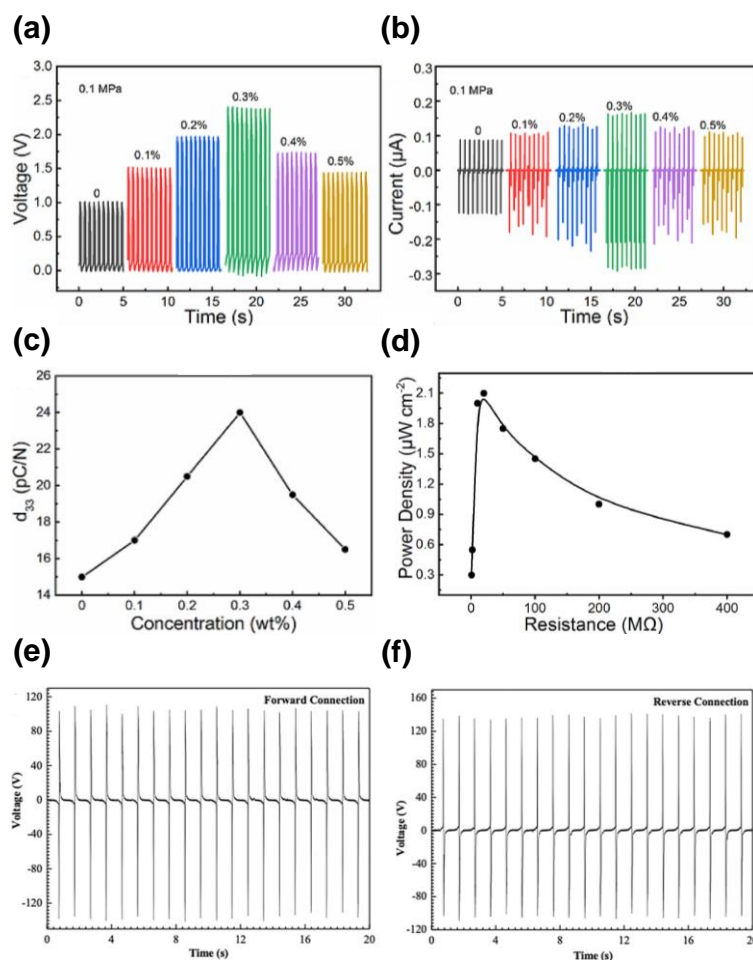 (a)
3.0
2.5
2.0
1.5
1.0
0.5
0.0
Voltage (V)
0.1 MPa
0
0.1%
0.2%
0.3%
0.4%
0.5%
0 5 10 15 20 25 30
Time (s)
(b)
0.3
0.2
0.1
0.0
-0.1
-0.2
-0.3
Current (µA)
0.1 MPa
0
0.1%
0.2%
0.3%
0.4%
0.5%
0 5 10 15 20 25 30
Time (s)
(c)
26
24
22
20
18
16
14
d33 (pC/N)
0 0.1 0.2 0.3 0.4 0.5
Concentration (wt%)
(d)
2.1
1.8
1.5
1.2
0.9
0.6
0.3
Power Density (µW cm-2)
0 100 200 300 400
Resistance (MΩ)
(e)
Forward Connection
120
80
40
0
-40
-80
-120
Voltage (V)
0 4 8 12 16 20
Time (s)
(f)
Reverse Connection
160
120
80
40
0
-40
-80
-120
Voltage (V)
0 4 8 12 16 20
Time (s)